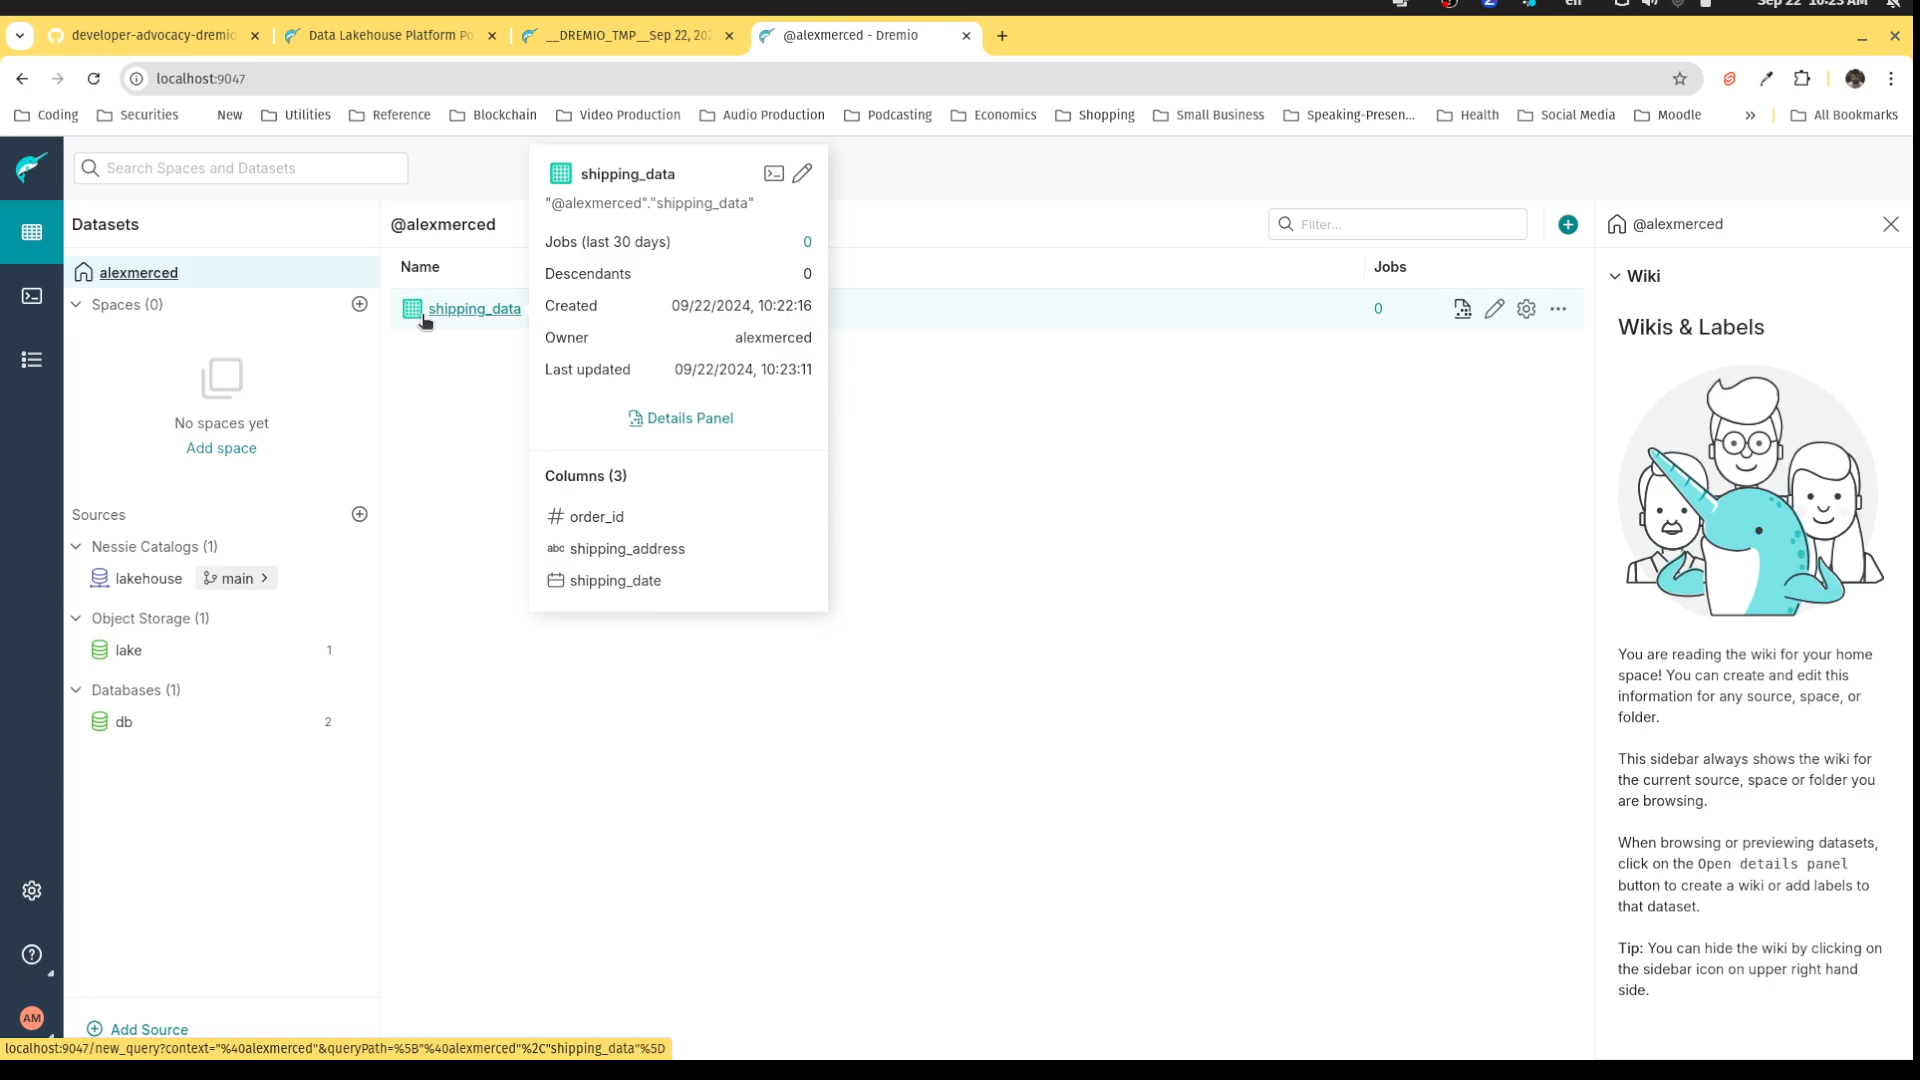 en
Sep 22 10:23 AM
developer-advocacy-dremio
Data Lakehouse Platform Po
__DREMIO_TMP__Sep 22, 202
@alexmerced - Dremio
localhost:9047
Coding
Securities
New
Utilities
Reference
Blockchain
Video Production
Audio Production
Podcasting
Economics
Shopping
Small Business
Speaking-Presen...
Health
Social Media
Moodle
All Bookmarks
Search Spaces and Datasets
Datasets
alexmerced
Spaces (0)
No spaces yet
Add space
Sources
Nessie Catalogs (1)
lakehouse
main
Object Storage (1)
lake
1
Databases (1)
db
2
Add Source
AM
@alexmerced
Filter...
Name
Jobs
shipping_data
0
shipping_data
"@alexmerced"."shipping_data"
Jobs (last 30 days) 0
Descendants 0
Created 09/22/2024, 10:22:16
Owner alexmerced
Last updated 09/22/2024, 10:23:11
Details Panel
Columns (3)
order_id
abc shipping_address
shipping_date
@alexmerced
Wiki
Wikis & Labels
You are reading the wiki for your home
space! You can create and edit this
information for any source, space, or
folder.
This sidebar always shows the wiki for
the current source, space or folder you
are browsing.
When browsing or previewing datasets,
click on the Open details panel
button to create a wiki or add labels to
that dataset.
Tip: You can hide the wiki by clicking on
the sidebar icon on upper right hand
side.
localhost:9047/new_query?context="%40alexmerced"&queryPath=%5B"%40alexmerced"%2C"shipping_data"%5D